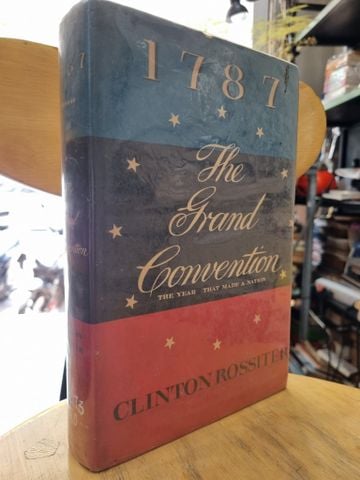 1787
The
Grand
Convention
THE YEAR THAT MADE A NATION
CLINTON ROSSITER